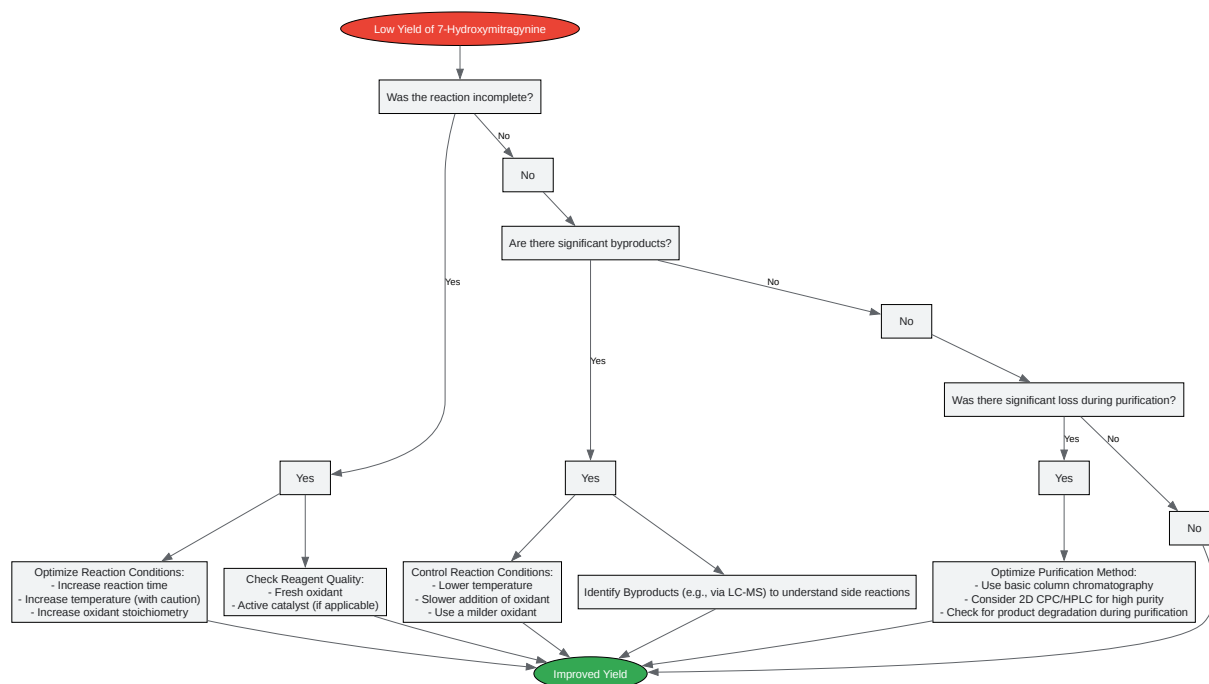 Low Yield of 7-Hydroxymitragynine
Was the reaction incomplete?
No
No
Are there significant byproducts?
Yes
No
No
Yes
Was there significant loss during purification?
Yes
No
Yes
Yes
Yes
No
Optimize Reaction Conditions:
- Increase reaction time
- Increase temperature (with caution)
- Increase oxidant stoichiometry
Check Reagent Quality:
- Fresh oxidant
- Active catalyst (if applicable)
Control Reaction Conditions:
- Lower temperature
- Slower addition of oxidant
- Use a milder oxidant
Identify Byproducts (e.g., via LC-MS) to understand side reactions
Optimize Purification Method:
- Use basic column chromatography
- Consider 2D CPC/HPLC for high purity
- Check for product degradation during purification
Improved Yield